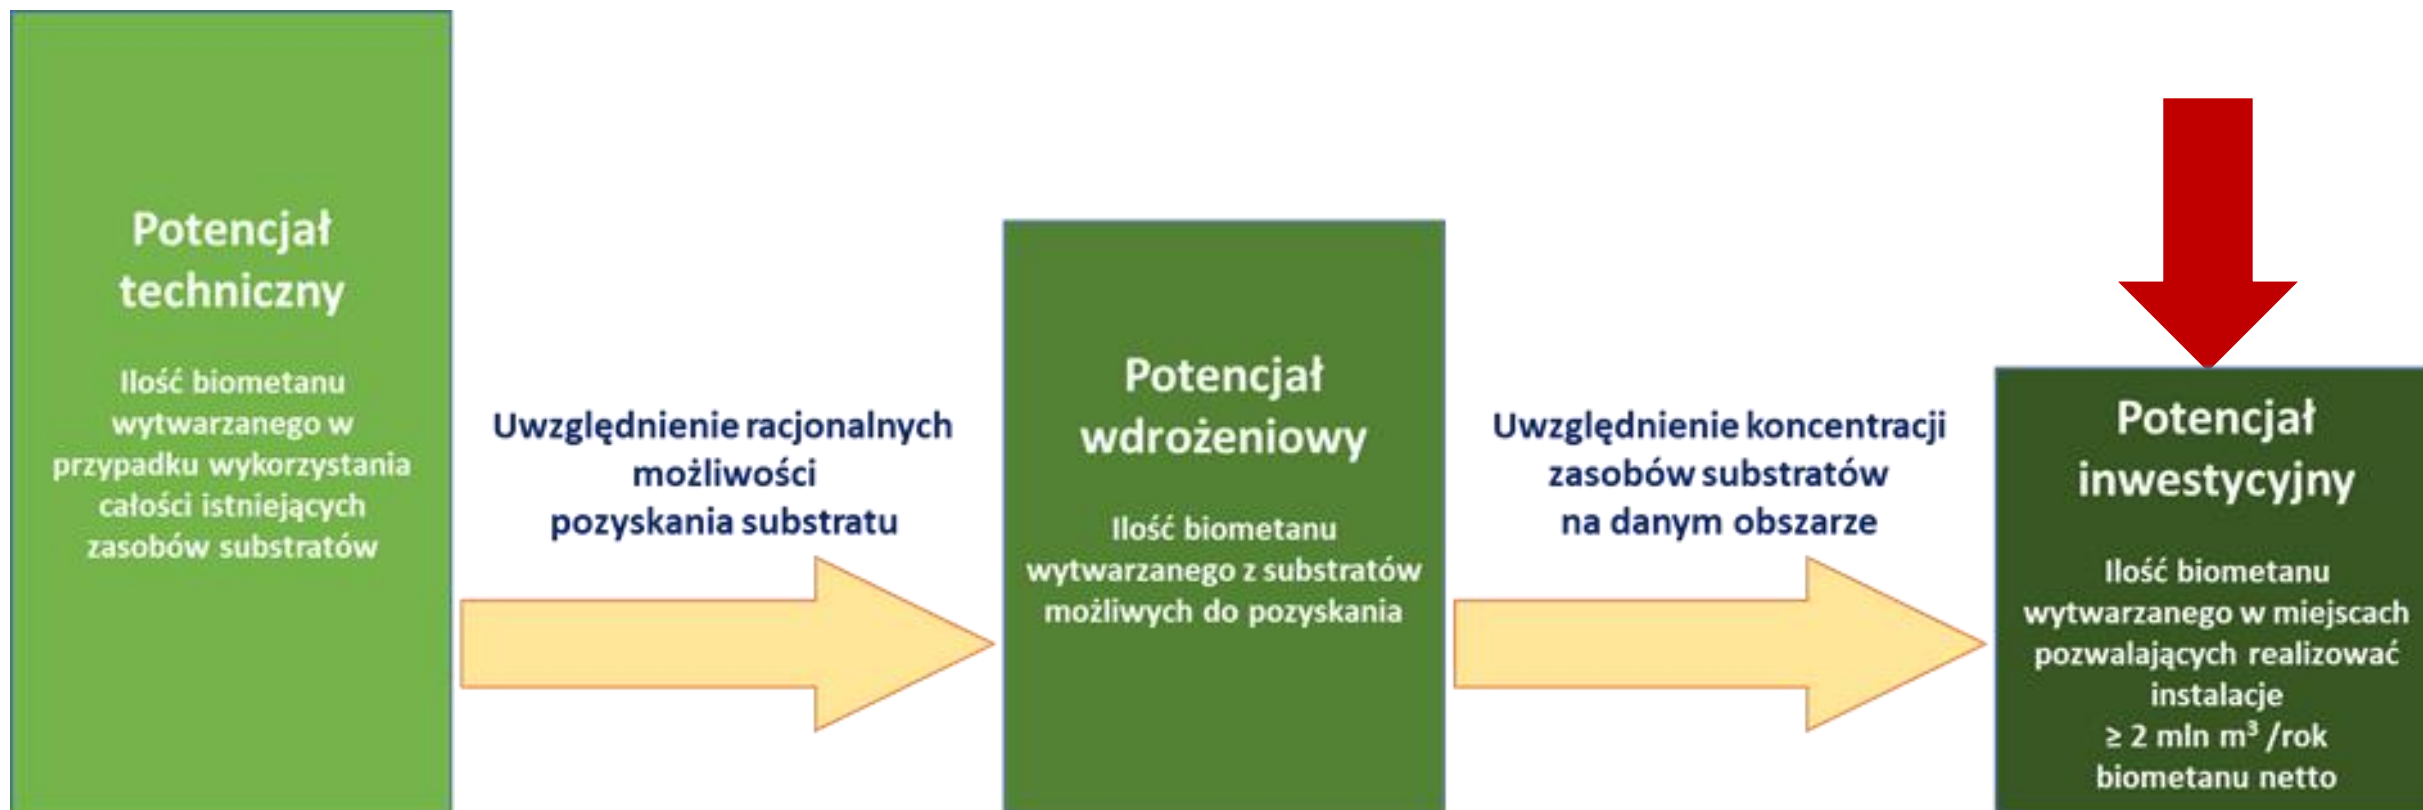 Potencjał
techniczny
Ilość biometanu
wytwarzanego w
przypadku wykorzystania
całości istniejących
zasobów substratów
Uwzględnienie racjonalnych
możliwości
pozyskania substratu
Potencjał
wdrożeniowy
Ilość biometanu
wytwarzanego z substratów
możliwych do pozyskania
Uwzględnienie koncentracji
zasobów substratów
na danym obszarze
Potencjał
inwestycyjny
Ilość biometanu
wytwarzanego w miejscach
pozwalających realizować
instalacje
≥ 2 mln m³ /rok
biometanu netto